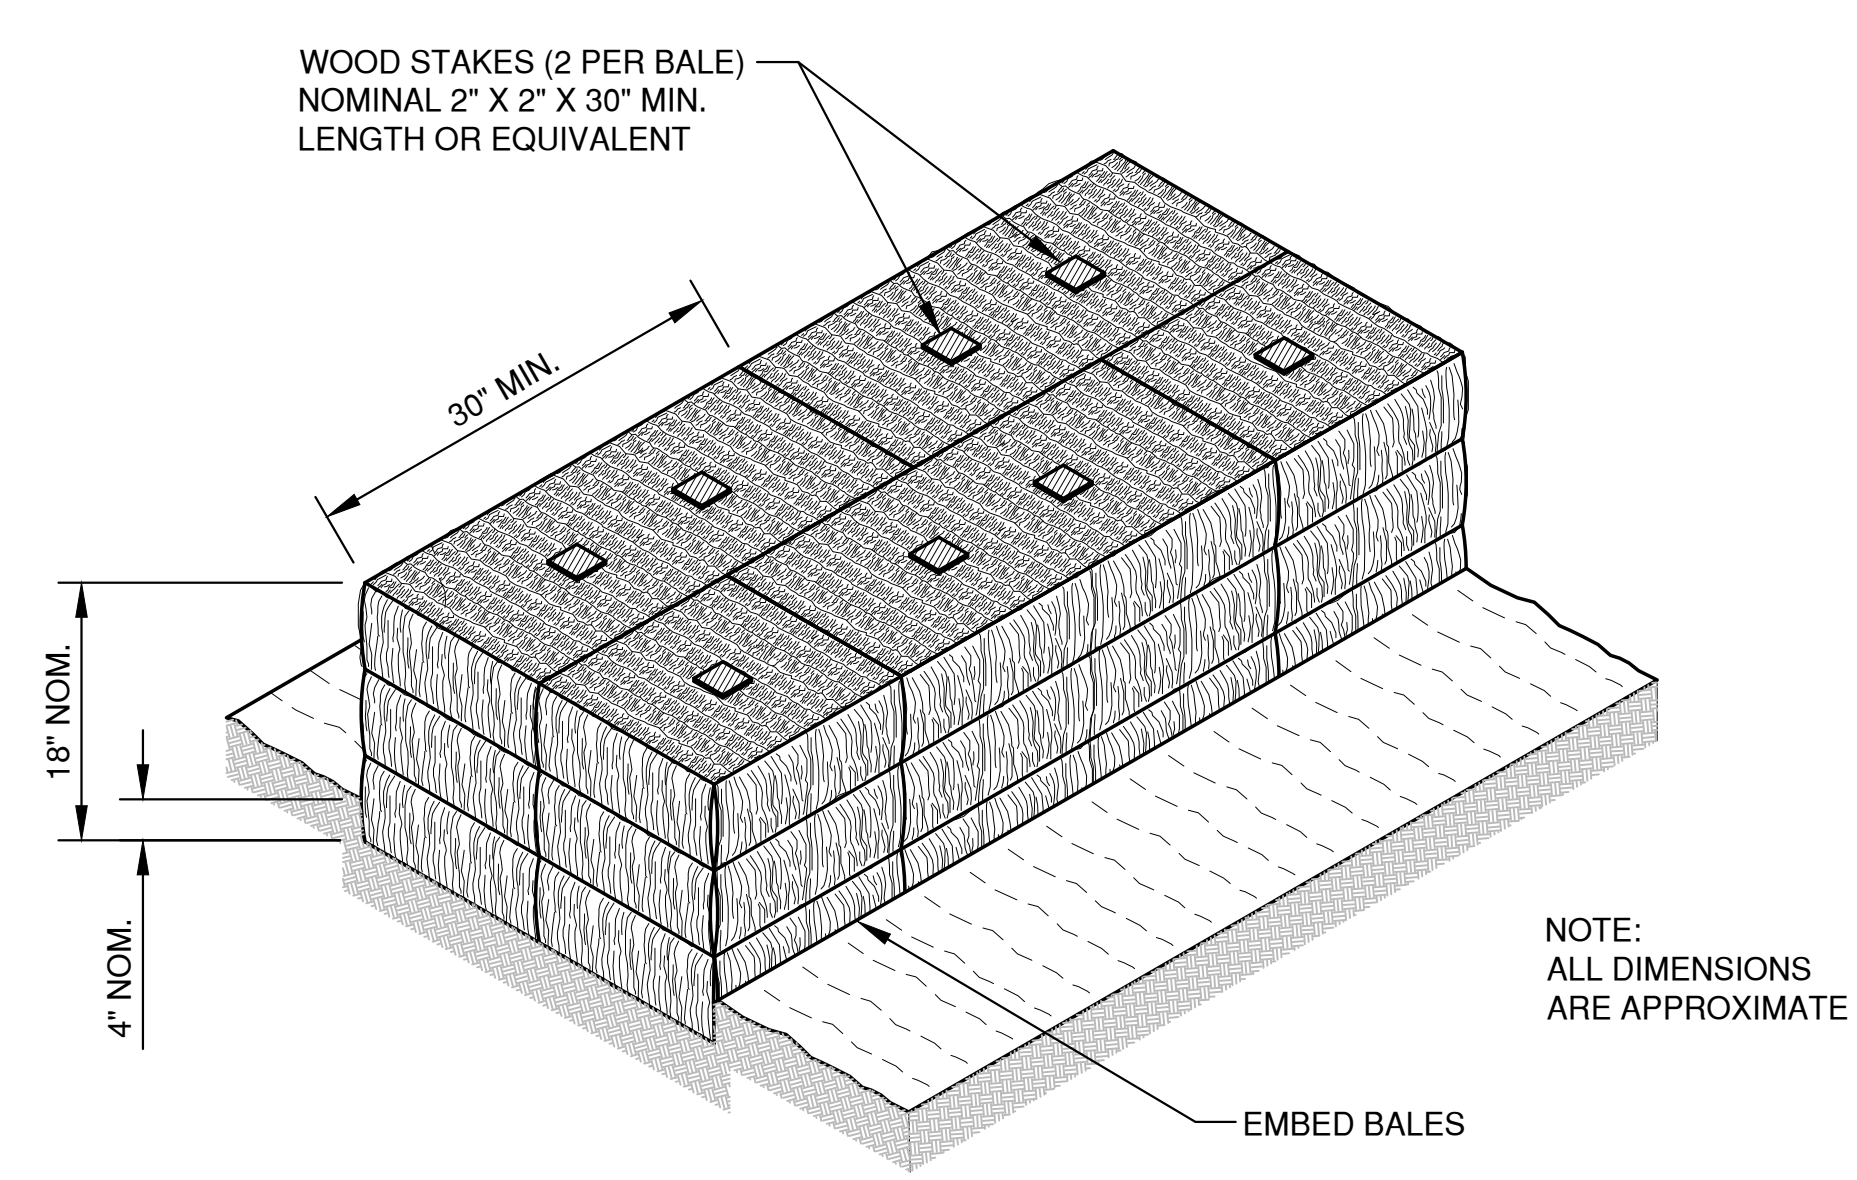 WOOD STAKES (2 PER BALE)
NOMINAL 2" X 2" X 30" MIN.
LENGTH OR EQUIVALENT
30" MIN.
18" NOM.
4" NOM.
NOTE:
ALL DIMENSIONS
ARE APPROXIMATE
EMBED BALES